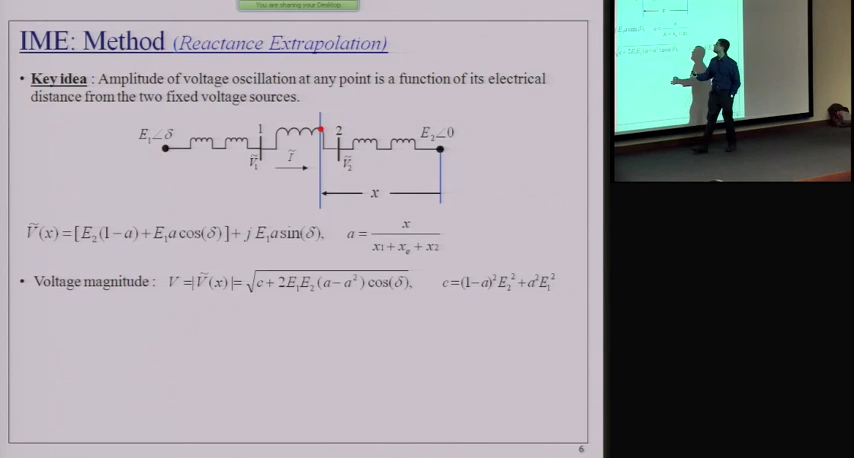 You are sharing your Desktop.
IME: Method (Reactance Extrapolation)
• Key idea : Amplitude of voltage oscillation at any point is a function of its electrical
distance from the two fixed voltage sources.
E₁∠δ 1 2 E₂∠0
Ṽ₁ Ĩ Ṽ₂
x
Ṽ(x)=[E₂(1−a)+E₁a cos(δ)]+j E₁a sin(δ), a = x / (x₁+xₑ+x₂)
• Voltage magnitude : V =|Ṽ(x)|= √(c+2E₁E₂(a−a²)cos(δ)), c=(1−a)²E₂²+a²E₁²
6